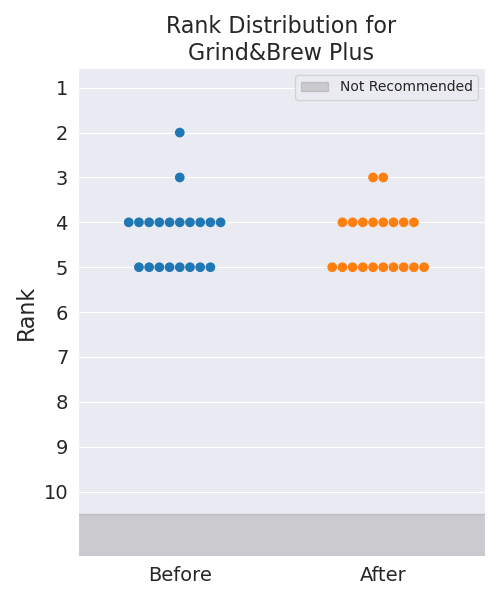 Rank Distribution for
Grind&Brew Plus
Not Recommended
1
2
3
4
5
6
7
8
9
10
Rank
Before
After